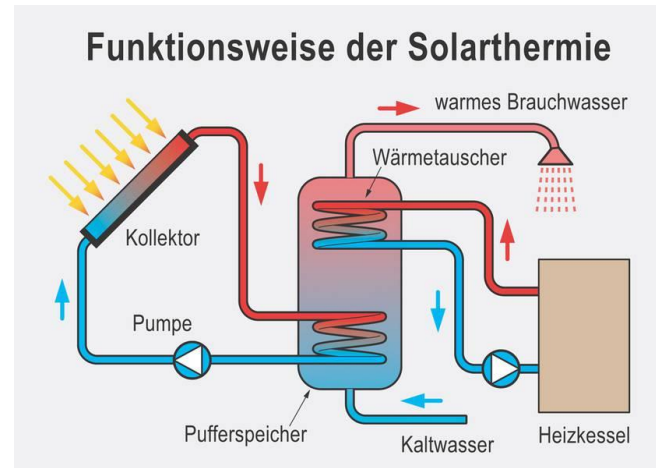 Funktionsweise der Solarthermie
warmes Brauchwasser
Wärmetauscher
Kollektor
Pumpe
Pufferspeicher
Kaltwasser
Heizkessel